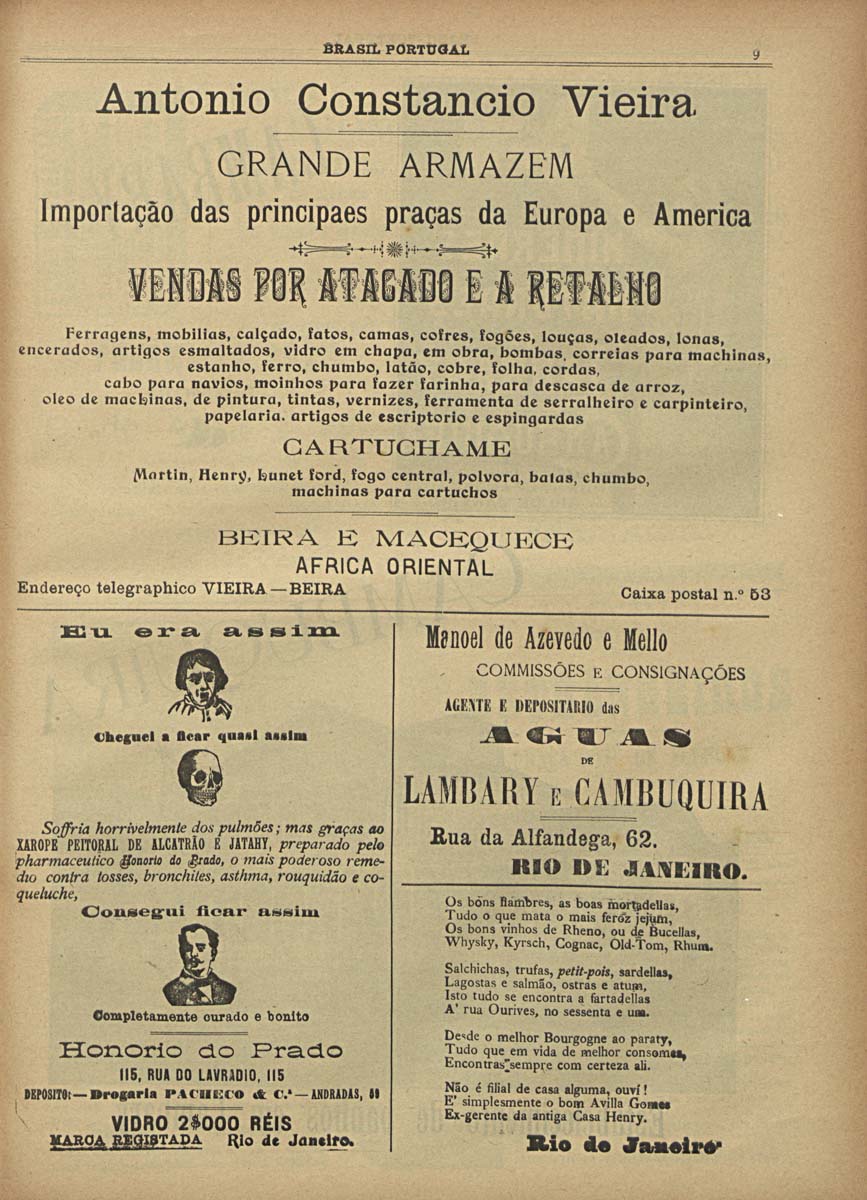 BRASIL PORTUGAL
9
Antonio Constancio Vieira
GRANDE ARMAZEM
Importação das principaes praças da Europa e America
VENDAS POR ATACADO E A RETALHO
Ferragens, mobilias, calçado, fatos, camas, cofres, fogões, louças, oleados, lonas,
encerados, artigos esmaltados, vidro em chapa, em obra, bombas, correias para machinas,
estanho, ferro, chumbo, latão, cobre, folha, cordas,
cabo para navios, moinhos para fazer farinha, para descasca de arroz,
oleo de machinas, de pintura, tintas, vernizes, ferramenta de serralheiro e carpinteiro,
papelaria. artigos de escriptorio e espingardas
CARTUCHAME
Martin, Henry, Lunet ford, fogo central, polvora, balas, chumbo,
machinas para cartuchos
BEIRA E MACEQUECE
AFRICA ORIENTAL
Endereço telegraphico VIEIRA—BEIRA
Caixa postal n.º 53
Eu era assim
Cheguei a ficar quasi assim
Soffria horrivelmente dos pulmões; mas graças ao
XAROPE PEITORAL DE ALCATRÃO E JATAHY, preparado pelo
pharmaceutico Honorio do Prado, o mais poderoso reme-
dio contra tosses, bronchites, asthma, rouquidão e co-
queluche,
Consegui ficar assim
Completamente curado e bonito
Honorio do Prado
115, RUA DO LAVRADIO, 115
DEPOSITO:—Drogaria PACHECO & C.ª—ANDRADAS, 59
VIDRO 2$000 RÉIS
MARCA REGISTADA Rio de Janeiro.
Manoel de Azevedo e Mello
COMMISSÕES E CONSIGNAÇÕES
AGENTE E DEPOSITARIO das
AGUAS
DE
LAMBARY E CAMBUQUIRA
Rua da Alfandega, 62.
RIO DE JANEIRO.
Os bons fiambres, as boas mortadellas,
Tudo o que mata o mais feróz jejum,
Os bons vinhos de Rheno, ou de Bucellas,
Whysky, Kyrsch, Cognac, Old-Tom, Rhum.
Salchichas, trufas, petit-pois, sardellas,
Lagostas e salmão, ostras e atum,
Isto tudo se encontra a fartadellas
A' rua Ourives, no sessenta e um.
Desde o melhor Bourgogne ao paraty,
Tudo que em vida de melhor consomes,
Encontras sempre com certeza ali.
Não é filial de casa alguma, ouvi!
E' simplesmente o bom Avilla Gomes
Ex-gerente da antiga Casa Henry.
Rio de Janeiro